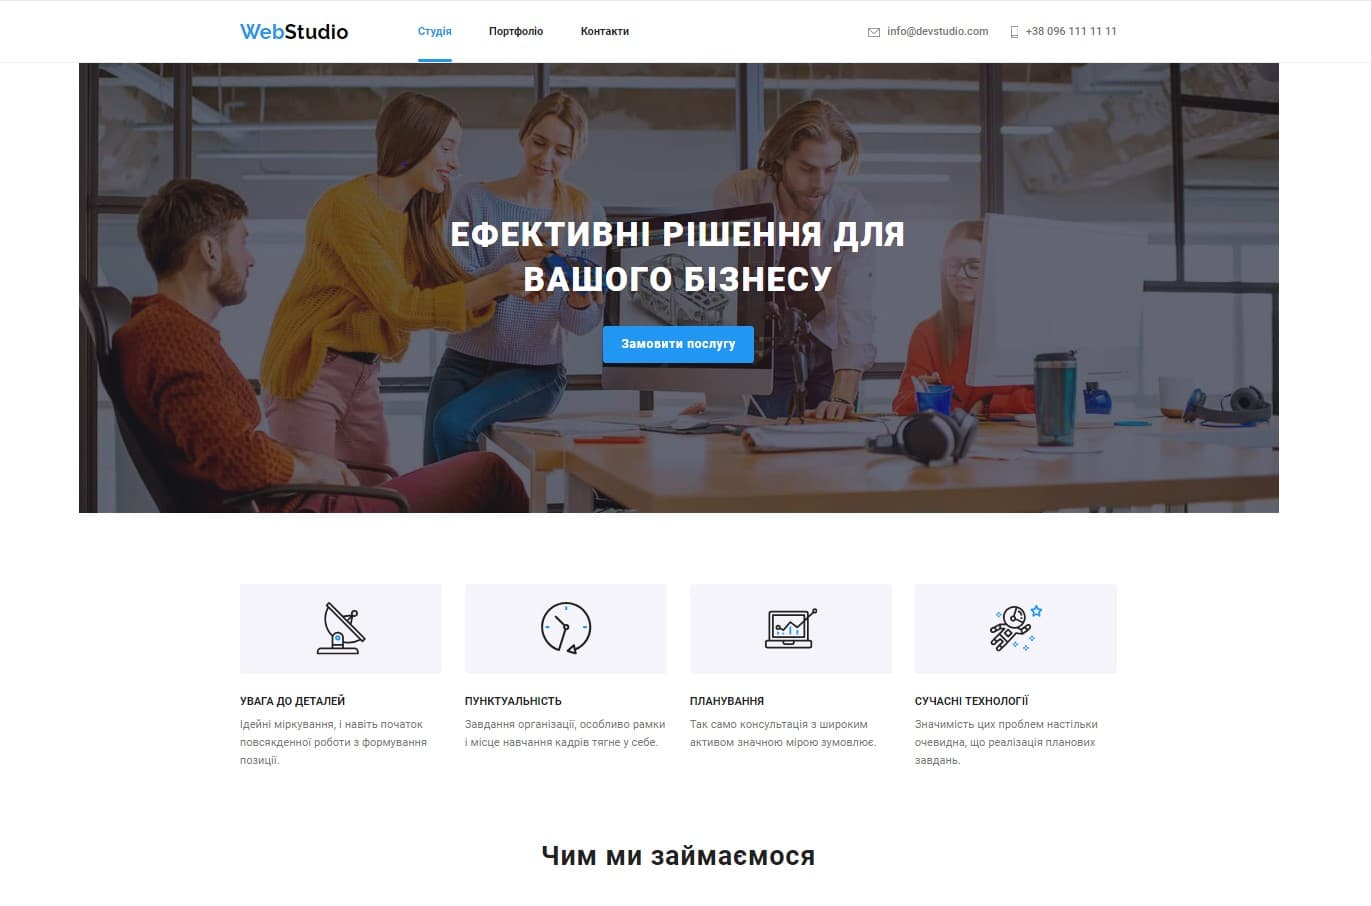 WebStudio
Студія
Портфоліо
Контакти
info@devstudio.com
+38 096 111 11 11
ЕФЕКТИВНІ РІШЕННЯ ДЛЯ
ВАШОГО БІЗНЕСУ
Замовити послугу
УВАГА ДО ДЕТАЛЕЙ
Ідейні міркування, і навіть початок
повсякденної роботи з формування
позиції.
ПУНКТУАЛЬНІСТЬ
Завдання організації, особливо рамки
і місце навчання кадрів тягне у себе.
ПЛАНУВАННЯ
Так само консультація з широким
активом значною мірою зумовлює.
СУЧАСНІ ТЕХНОЛОГІЇ
Значимість цих проблем настільки
очевидна, що реалізація планових
завдань.
Чим ми займаємося